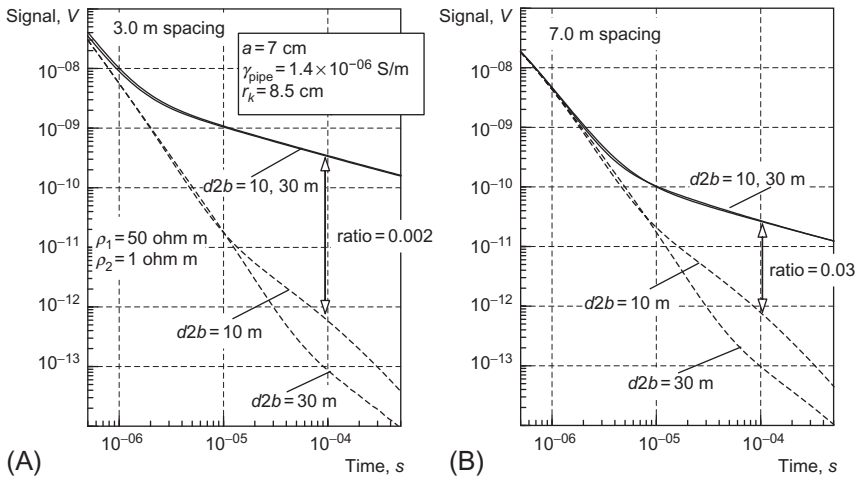 Signal, V
3.0 m spacing
a = 7 cm
γpipe = 1.4×10⁻⁰⁶ S/m
rk = 8.5 cm
10⁻⁰⁸
10⁻⁰⁹
10⁻¹⁰
10⁻¹¹
10⁻¹²
10⁻¹³
d2b = 10, 30 m
ratio = 0.002
ρ1 = 50 ohm m
ρ2 = 1 ohm m
d2b = 10 m
d2b = 30 m
10⁻⁰⁶
10⁻⁰⁵
10⁻⁰⁴
Time, s
(A)
Signal, V
7.0 m spacing
10⁻⁰⁸
10⁻⁰⁹
10⁻¹⁰
10⁻¹¹
10⁻¹²
10⁻¹³
d2b = 10, 30 m
ratio = 0.03
d2b = 10 m
d2b = 30 m
10⁻⁰⁶
10⁻⁰⁵
10⁻⁰⁴
Time, s
(B)